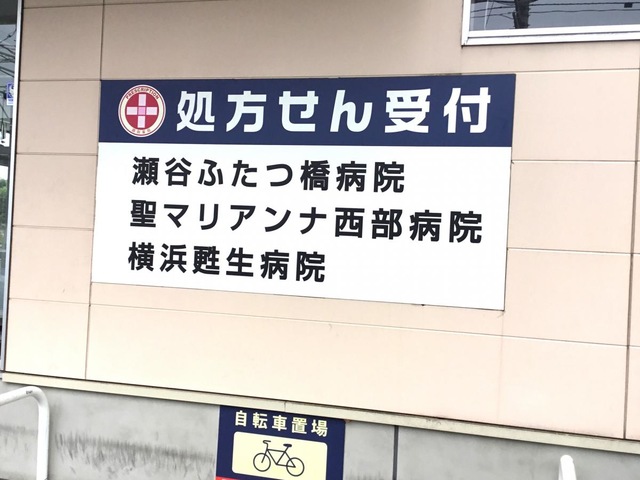 処方せん受付
瀬谷ふたつ橋病院
聖マリアンナ西部病院
横浜甦生病院
自転車置場